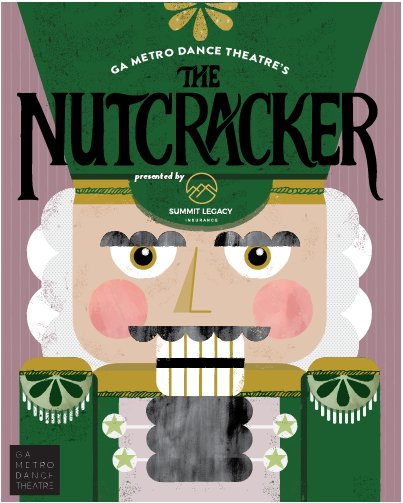 GA METRO DANCE THEATRE'S
THE
NUTCRACKER
presented by
SUMMIT LEGACY
INSURANCE
GA
METRO
DANCE
THEATRE